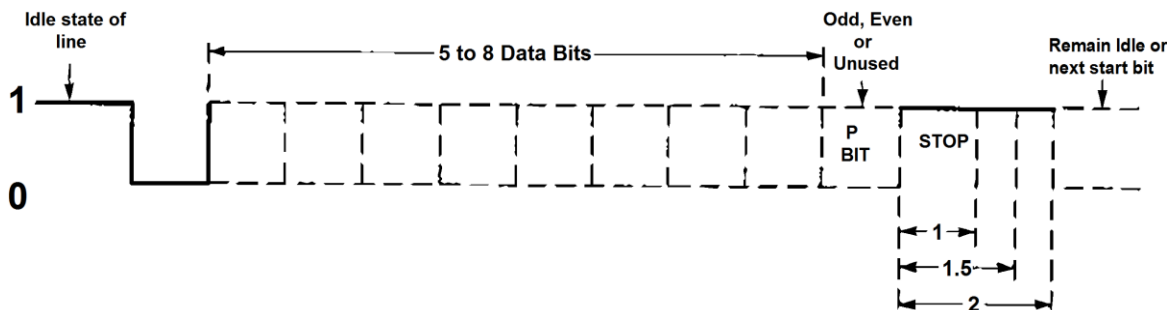 Idle state of
line
5 to 8 Data Bits
Odd, Even
or
Unused
Remain Idle or
next start bit
1
0
P
BIT
STOP
1
1.5
2